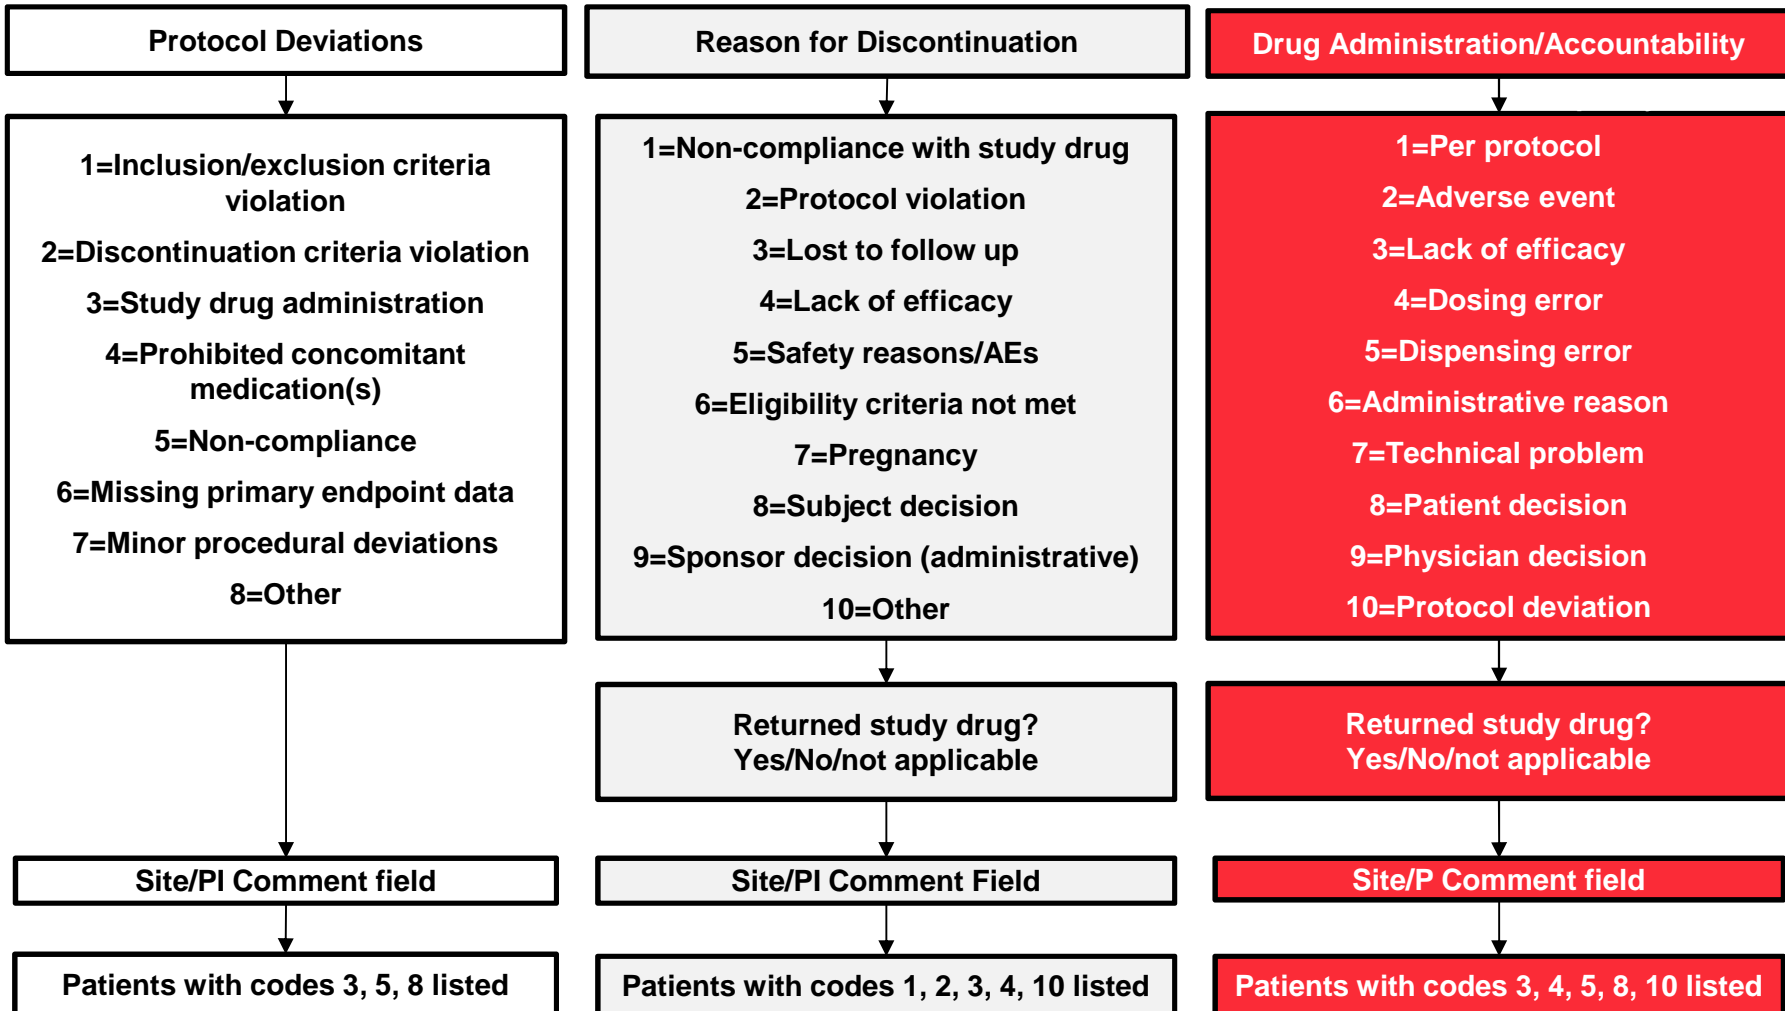 Protocol Deviations
1=Inclusion/exclusion criteria
violation
2=Discontinuation criteria violation
3=Study drug administration
4=Prohibited concomitant
medication(s)
5=Non-compliance
6=Missing primary endpoint data
7=Minor procedural deviations
8=Other
Site/PI Comment field
Patients with codes 3, 5, 8 listed
Reason for Discontinuation
1=Non-compliance with study drug
2=Protocol violation
3=Lost to follow up
4=Lack of efficacy
5=Safety reasons/AEs
6=Eligibility criteria not met
7=Pregnancy
8=Subject decision
9=Sponsor decision (administrative)
10=Other
Returned study drug?
Yes/No/not applicable
Site/PI Comment Field
Patients with codes 1, 2, 3, 4, 10 listed
Drug Administration/Accountability
1=Per protocol
2=Adverse event
3=Lack of efficacy
4=Dosing error
5=Dispensing error
6=Administrative reason
7=Technical problem
8=Patient decision
9=Physician decision
10=Protocol deviation
Returned study drug?
Yes/No/not applicable
Site/P Comment field
Patients with codes 3, 4, 5, 8, 10 listed